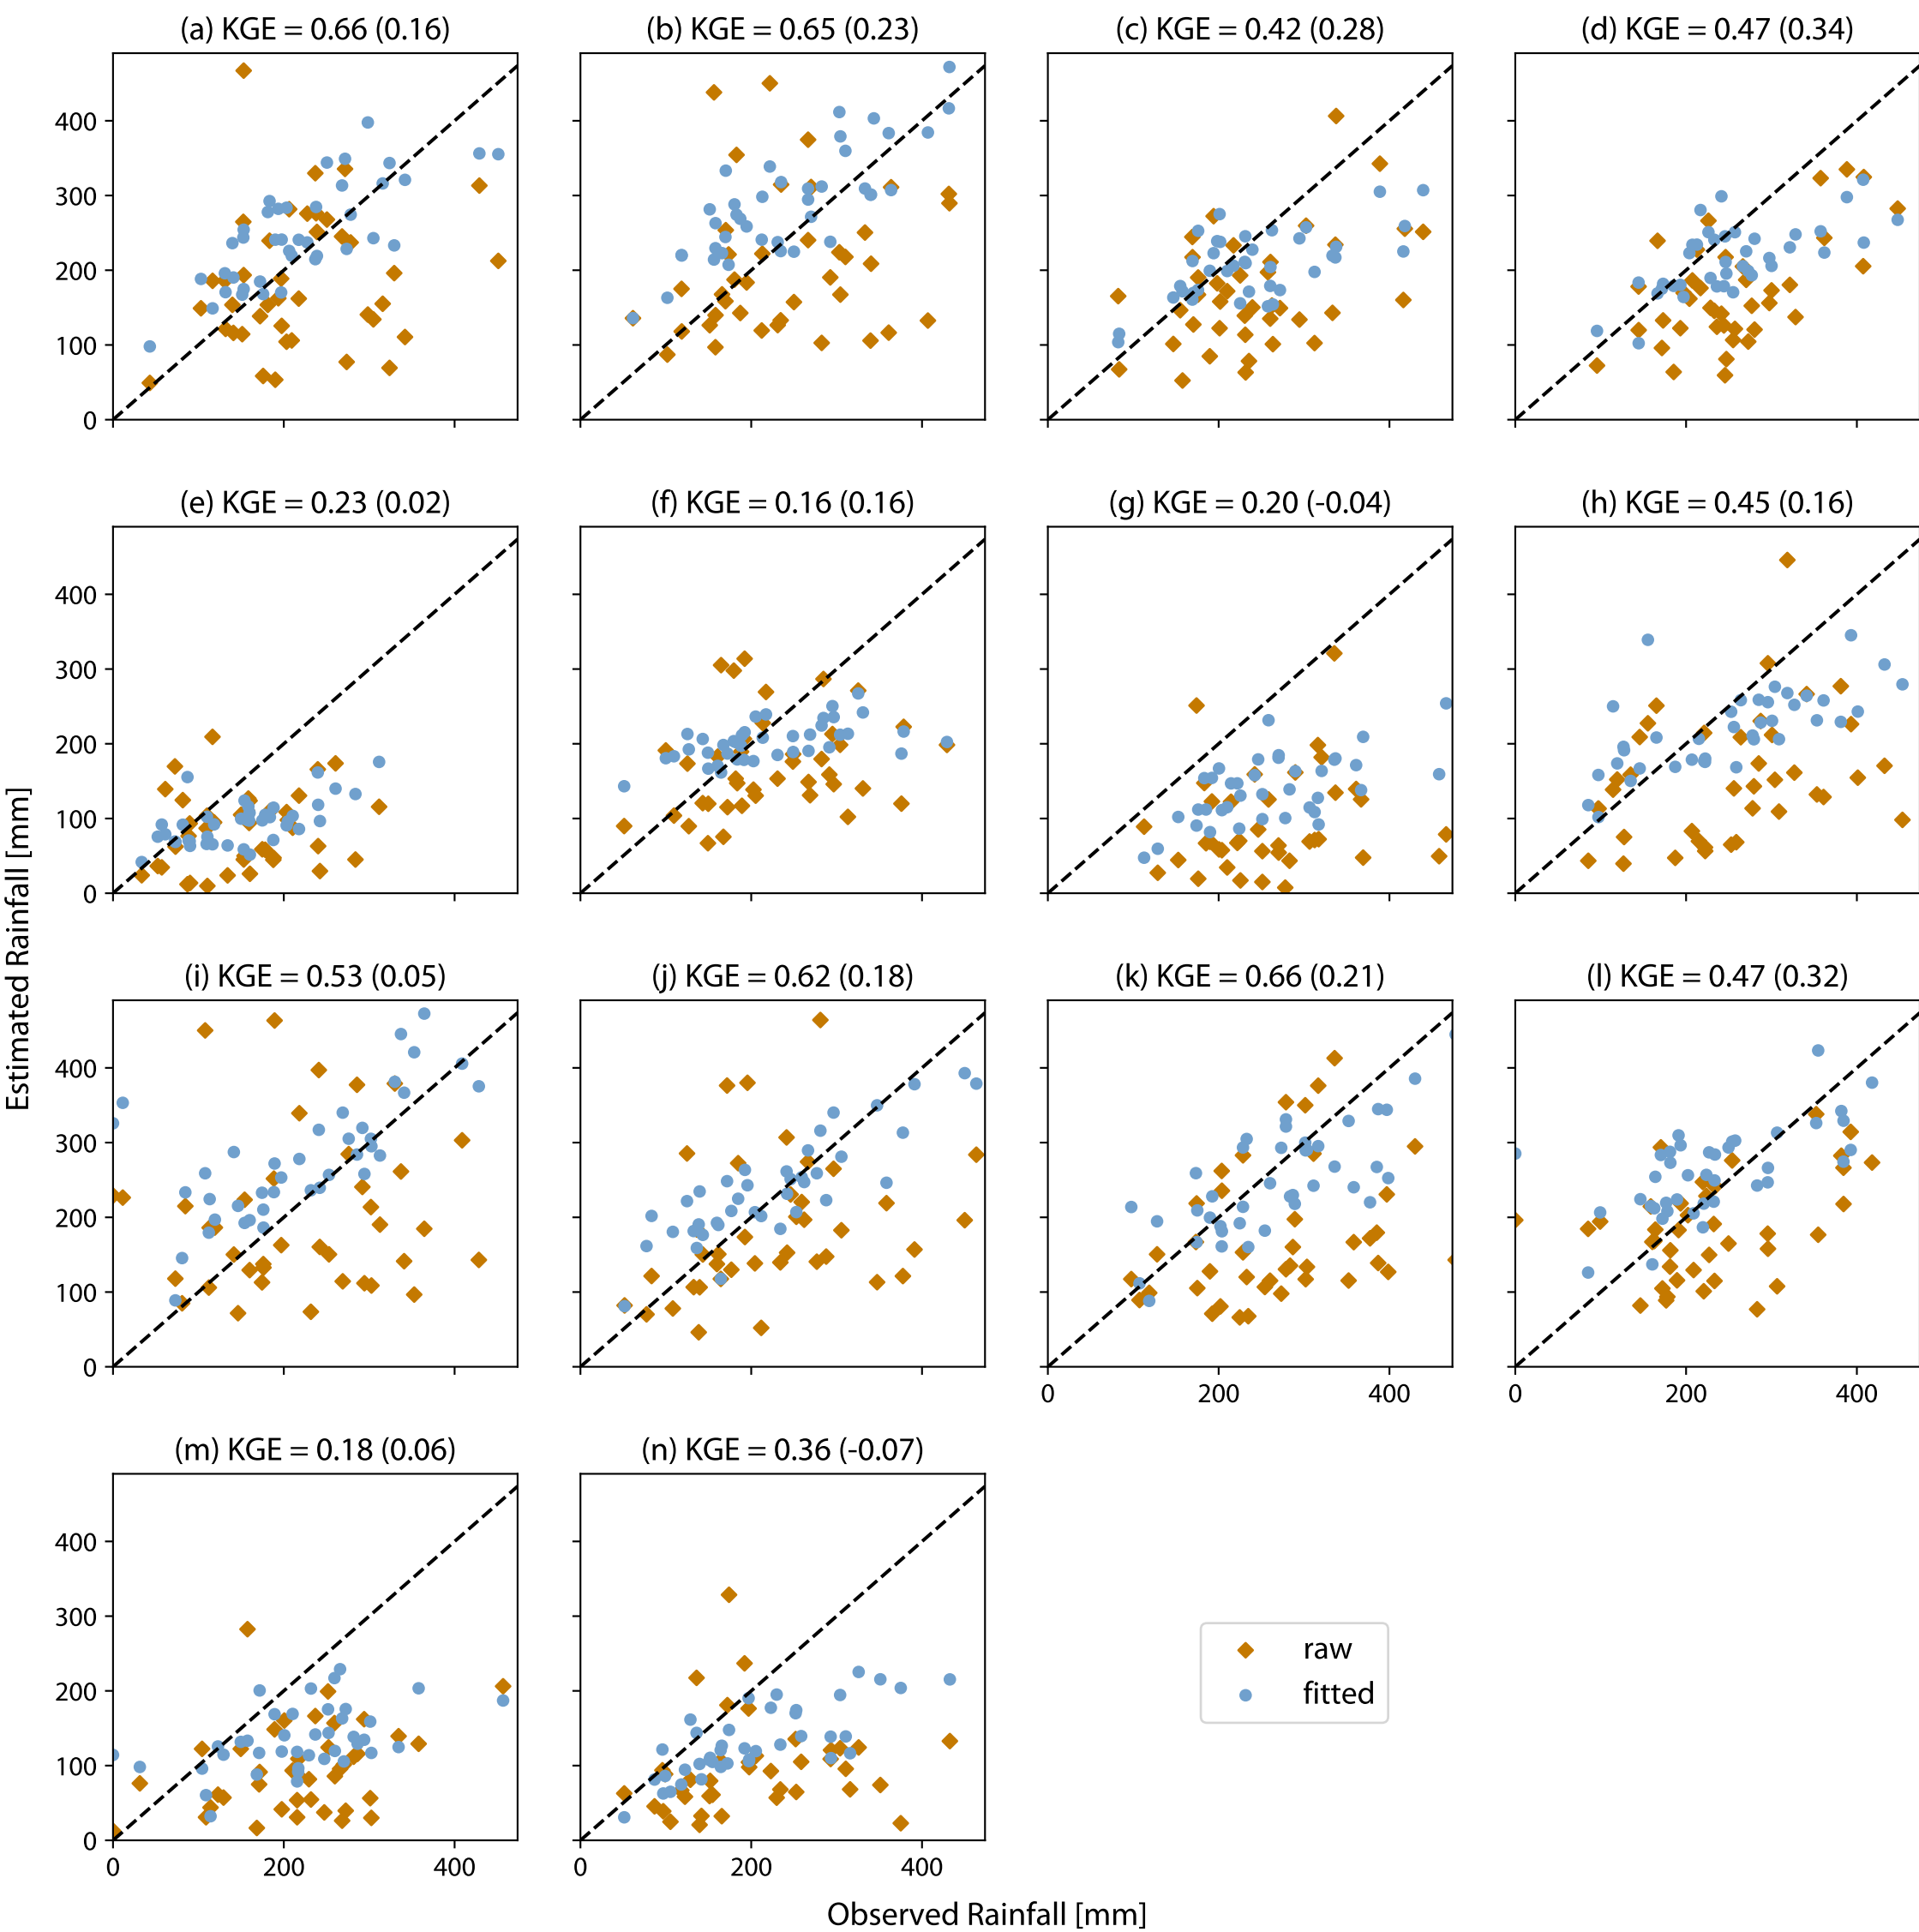 (a) KGE = 0.66 (0.16)
(b) KGE = 0.65 (0.23)
(c) KGE = 0.42 (0.28)
(d) KGE = 0.47 (0.34)
400
300
200
100
0
(e) KGE = 0.23 (0.02)
(f) KGE = 0.16 (0.16)
(g) KGE = 0.20 (-0.04)
(h) KGE = 0.45 (0.16)
400
300
200
100
0
Estimated Rainfall [mm]
(i) KGE = 0.53 (0.05)
(j) KGE = 0.62 (0.18)
(k) KGE = 0.66 (0.21)
(l) KGE = 0.47 (0.32)
400
300
200
100
0
0 200 400
0 200 400
(m) KGE = 0.18 (0.06)
(n) KGE = 0.36 (-0.07)
400
300
200
100
0
0 200 400
0 200 400
raw
fitted
Observed Rainfall [mm]